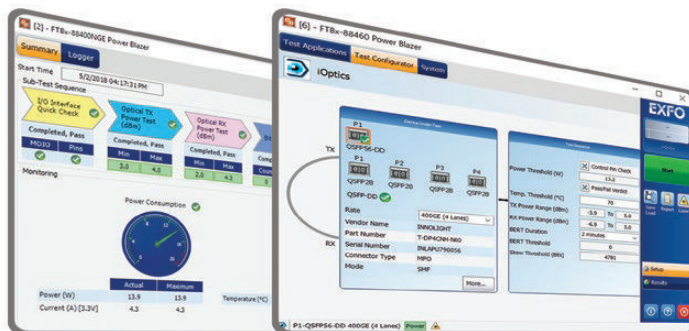 [2] - FTBx-88400NGE Power Blazer
Summary Logger
Start Time 5/2/2018 04:17:31 PM
Sub-Test Sequence
I/O Interface Quick Check
Optical TX Power Test (dBm)
Optical RX Power Test (dBm)
Completed, Pass
Completed, Pass
Completed, Pass
MDIO Pins
Min Max
Min Max
2.0 4.3
Monitoring
Power Consumption
Actual Maximum
Power (W) 13.9 13.9
Temperature (°C)
Current (A) [3.3V] 4.3 4.3
[6] - FTBx-88460 Power Blazer
Test Applications Test Configurator System
iOptics
EXFO
Device Under Test
P1
QSFP56-DD
TX
P1 P2 P3 P4
QSFP28 QSFP28 QSFP28 QSFP28
QSFP-DD
RX
Rate 400GE (4 Lanes)
Vendor Name INNOLIGHT
Part Number T-DP4CNH-N00
Serial Number INLAPU790056
Connector Type MPO
Mode SMF
More...
Test Sequence
Control Pin Check
Power Threshold (W) 13.0
Pass/Fail Verdict
Temp. Threshold (°C) 70
TX Power Range (dBm) -3.9 To 5.0
RX Power Range (dBm) -6.9 To 5.0
BERT Duration 2 minutes
BERT Threshold 0
Skew Threshold (Bits) 4781
Start
Save Load
Report
Laser
Setup
Results
P1-QSFP56-DD 400GE (4 Lanes) Power